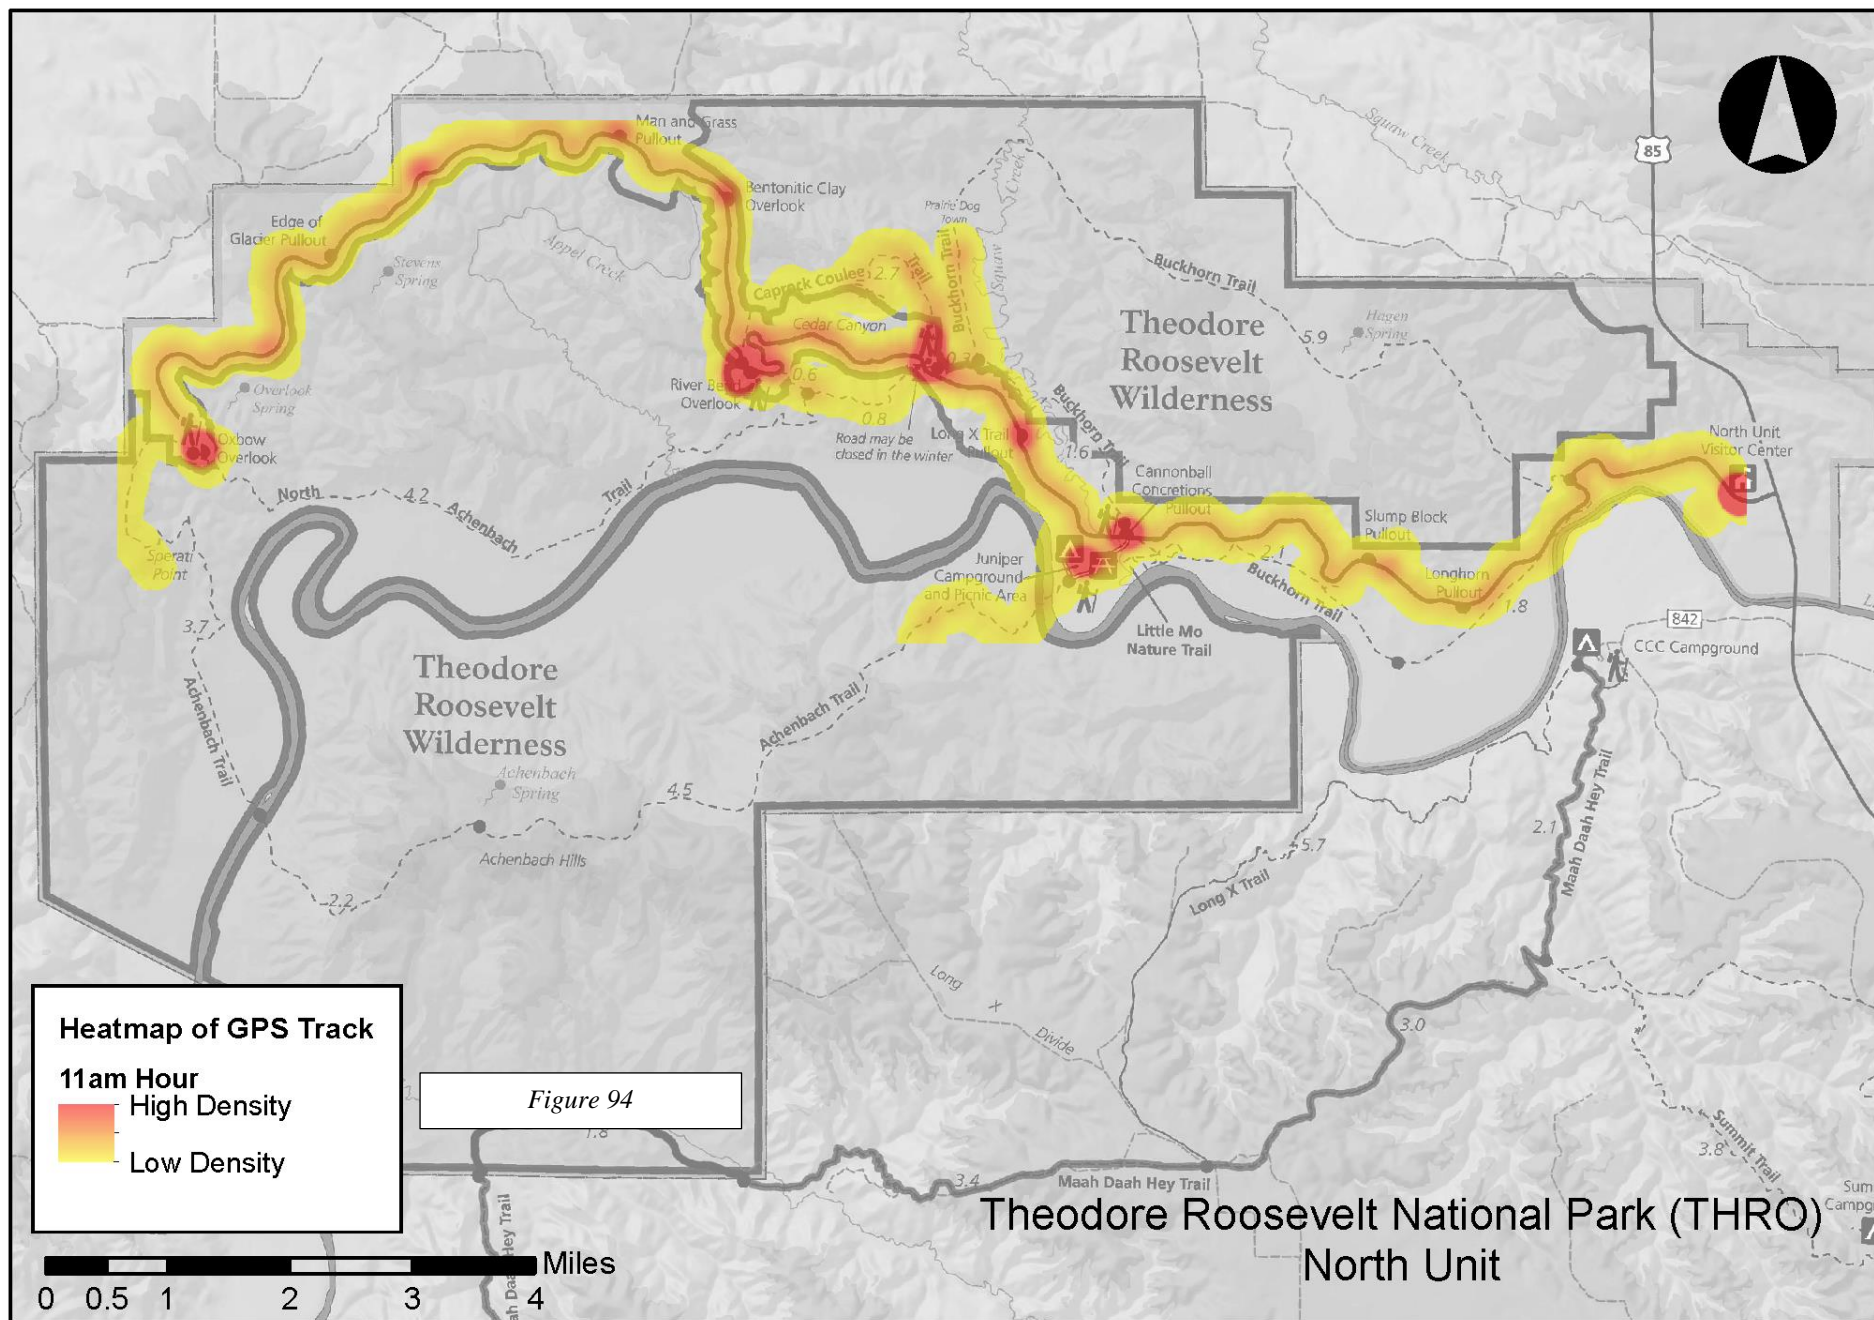 Man and Grass
Pullout
Squaw Creek
85
Bentonitic Clay
Overlook
Prairie Dog
Town
Squaw Creek
Edge of
Glacier Pullout
Appel Creek
Stevens
Spring
Caprock Coulee
2.7
Trail
Buckhorn Trail
Buckhorn Trail
Cedar Canyon
0.3
5.9
Hagen
Spring
Theodore
Roosevelt
Wilderness
Overlook
Spring
River Bend
Overlook
0.6
0.8
Buckhorn Trail
Road may be
closed in the winter
Long X Trail
Pullout
1.6
North Unit
Visitor Center
Oxbow
Overlook
North
4.2
Achenbach
Trail
Cannonball
Concretions
Pullout
Slump Block
Pullout
Sperati
Point
Juniper
Campground
and Picnic Area
2.1
Buckhorn Trail
Longhorn
Pullout
1.8
3.7
Little Mo
Nature Trail
842
CCC Campground
Theodore
Roosevelt
Wilderness
Achenbach Trail
Achenbach Trail
Achenbach
Spring
4.5
Achenbach Hills
2.2
5.7
Long X Trail
2.1
Maah Daah Hey Trail
Long
X
Divide
3.0
Heatmap of GPS Track
11am Hour
High Density
Low Density
Figure 94
1.8
3.4
Maah Daah Hey Trail
Summit Trail
3.8
Sum
Campg
Theodore Roosevelt National Park (THRO)
North Unit
ah Daah Hey Trail
Miles
0 0.5 1 2 3 4